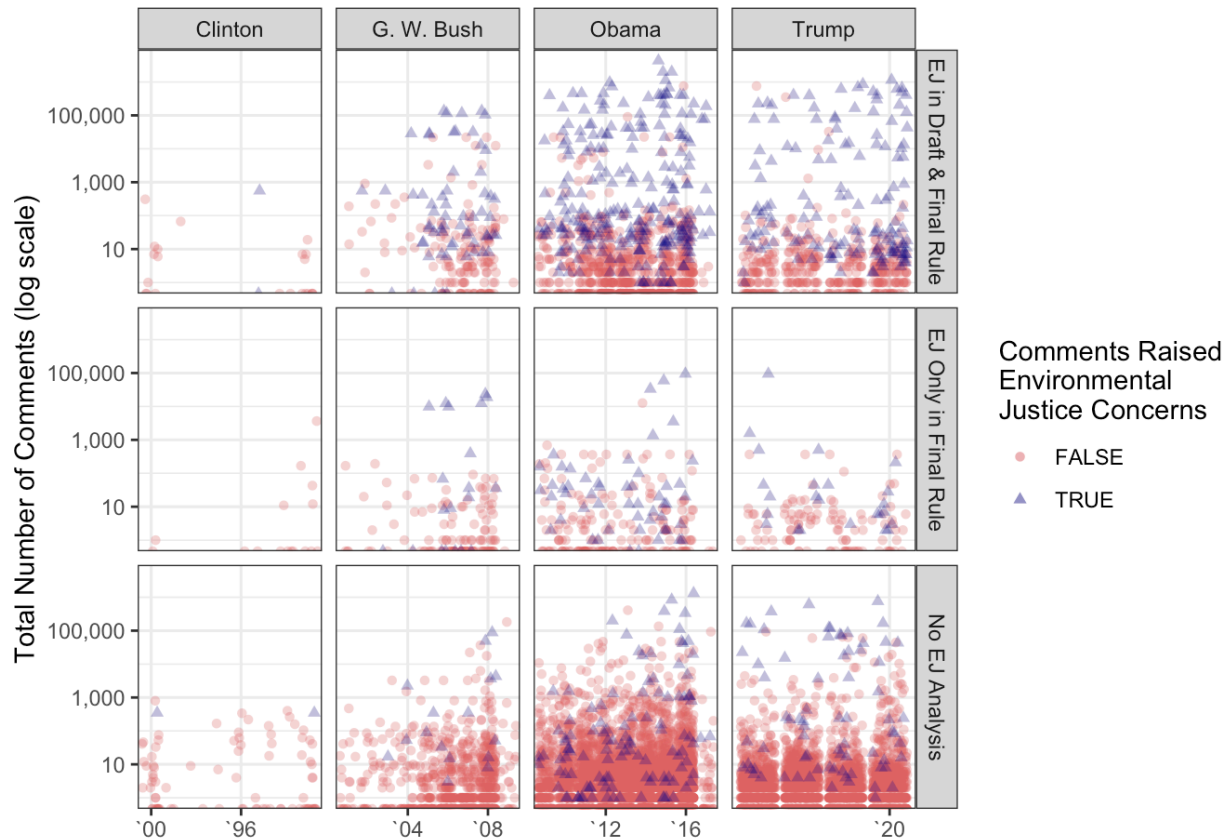 Clinton
G. W. Bush
Obama
Trump
Total Number of Comments (log scale)
100,000
1,000
10
EJ in Draft & Final Rule
100,000
1,000
10
EJ Only in Final Rule
100,000
1,000
10
No EJ Analysis
`00
`96
`04
`08
`12
`16
`20
Comments Raised
Environmental
Justice Concerns
FALSE
TRUE